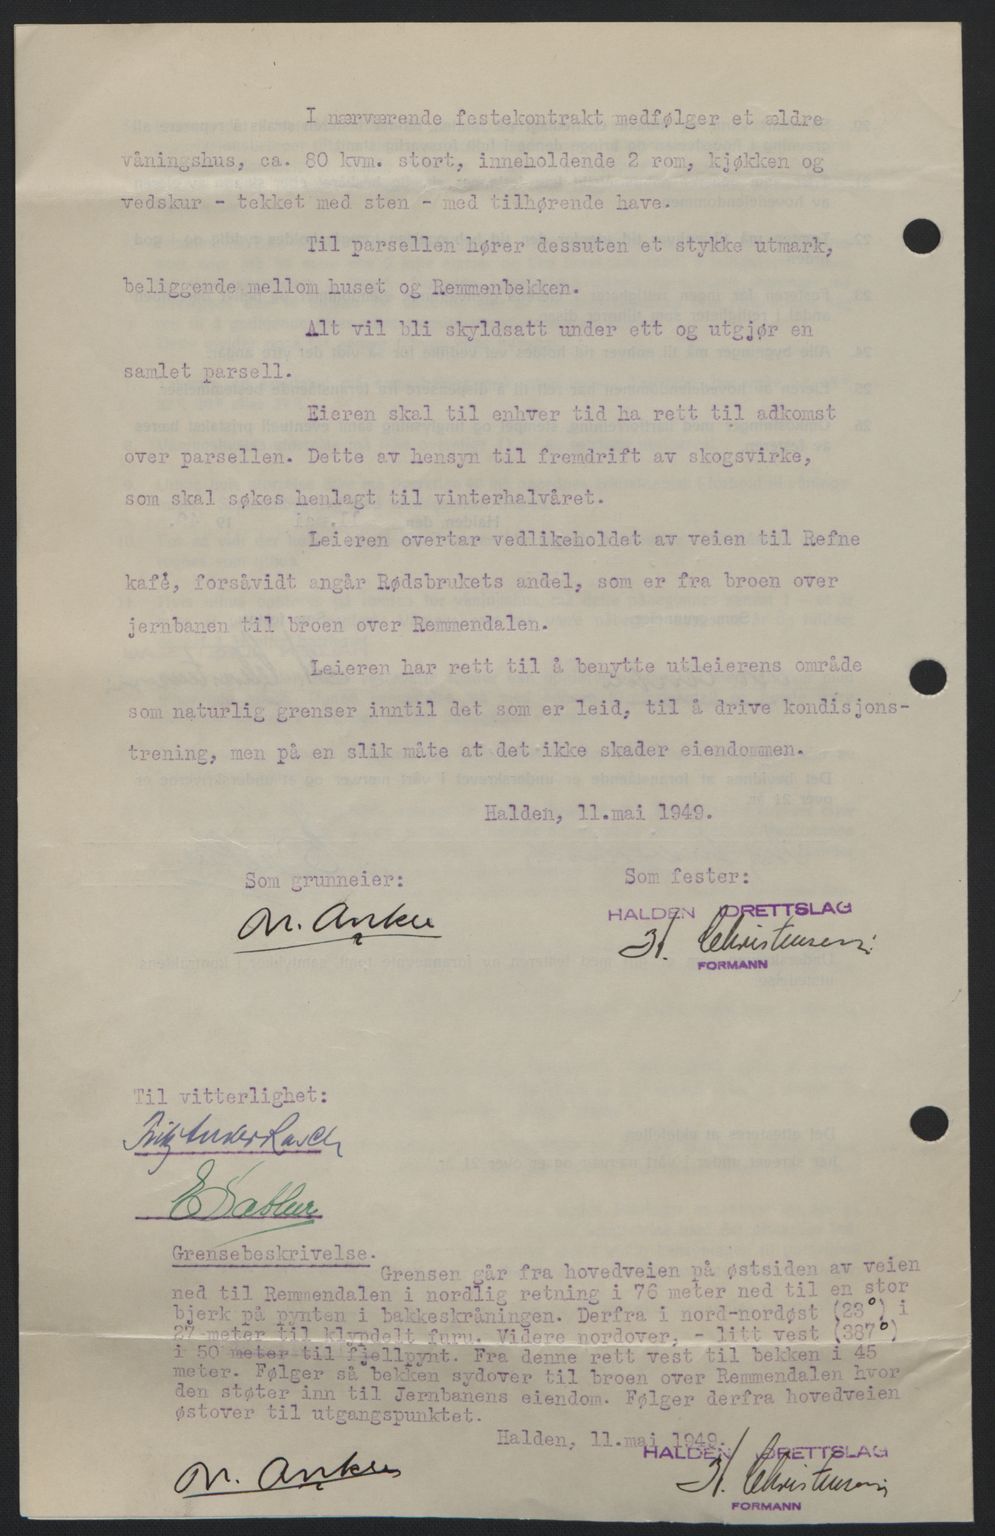 I nærværende festekontrakt medfølger et ældre
våningshus, ca. 80 kvm. stort, inneholdende 2 rom, kjøkken og
vedskur - tekket med sten - med tilhørende have.
Til parsellen hører dessuten et stykke utmark,
beliggende mellom huset og Remmenbekken.
Alt vil bli skyldsatt under ett og utgjør en
samlet parsell.
Eieren skal til enhver tid ha rett til adkomst
over parsellen. Dette av hensyn til fremdrift av skogsvirke,
som skal søkes henlagt til vinterhalvåret.
Leieren overtar vedlikeholdet av veien til Refne
kafé, forsåvidt angår Rødsbrukets andel, som er fra broen over
jernbanen til broen over Remmendalen.
Leieren har rett til å benytte utleierens område
som naturlig grenser inntil det som er leid, til å drive kondisjons-
trening, men på en slik måte at det ikke skader eiendommen.
Halden, 11.mai 1949.
Som grunneier:
Som fester:
HALDEN IDRETTSLAG
N. Anker
H. Christensen
FORMANN
Til vitterlighet:
Grensebeskrivelse.
Grensen går fra hovedveien på østsiden av veien
ned til Remmendalen i nordlig retning i 76 meter ned til en stor
bjerk på pynten i bakkeskråningen. Derfra i nord-nordøst (23°) i
27 meter til klyndelt furu. Videre nordover, - litt vest (387°)
i 50 meter til fjellpynt. Fra denne rett vest til bekken i 45
meter. Følger så bekken sydover til broen over Remmendalen hvor
den støter inn til Jernbanens eiendom. Følger derfra hovedveien
østover til utgangspunktet.
Halden, 11.mai 1949.
HALDEN IDRETTSLAG
N. Anker
H. Christensen
FORMANN